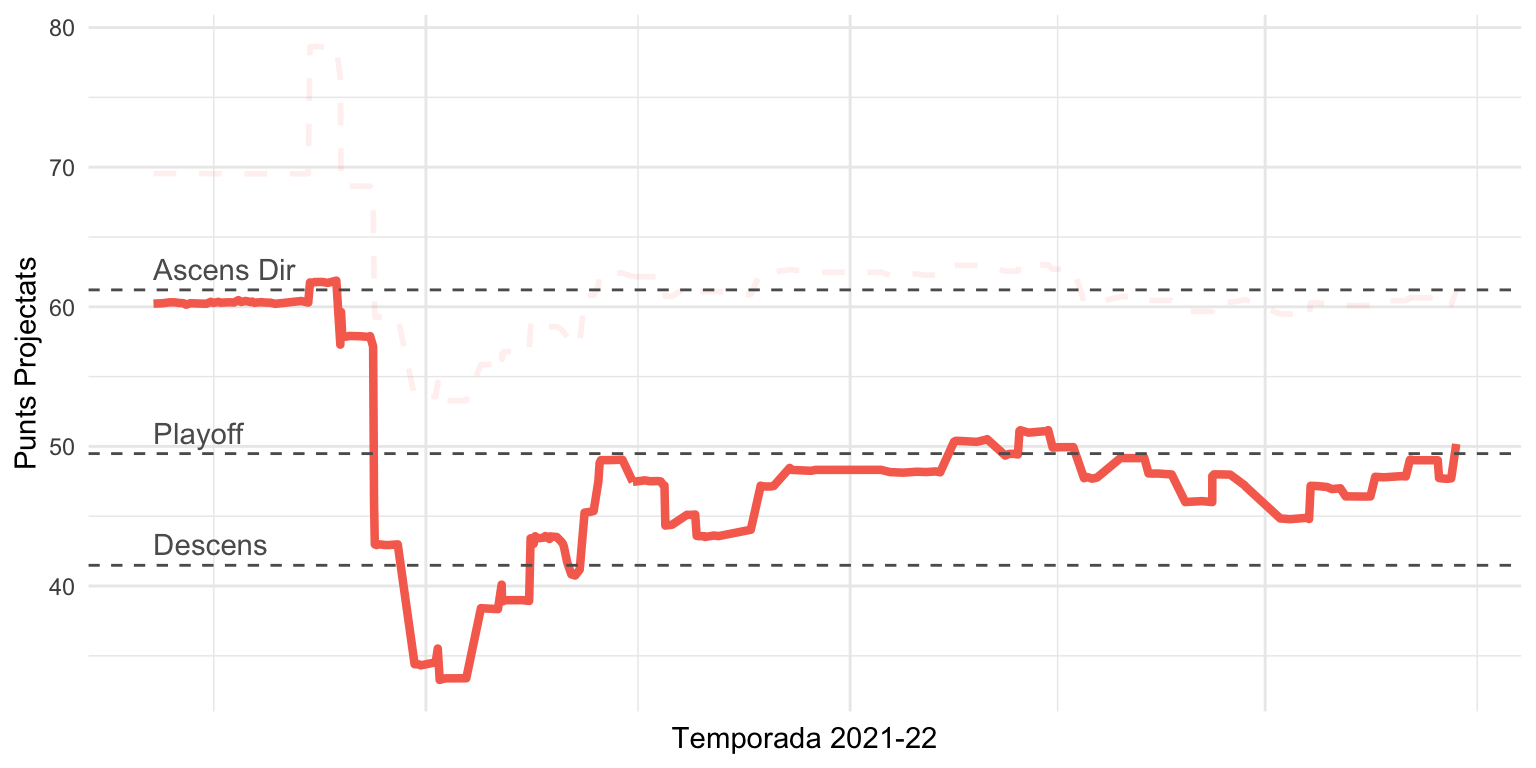 80
70
60
50
40
Punts Projectats
Ascens Dir
Playoff
Descens
Temporada 2021-22